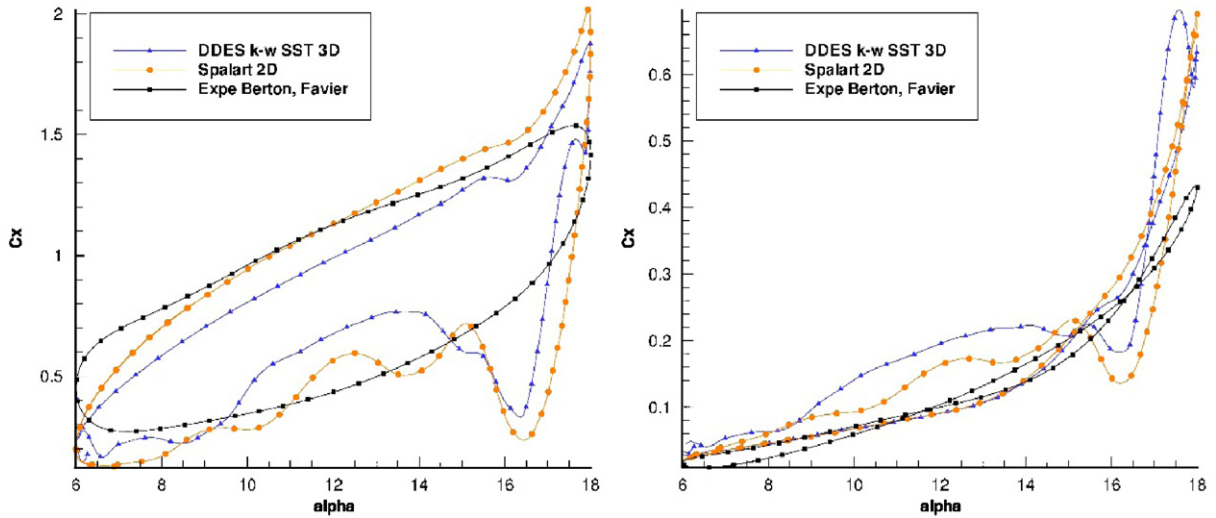 2
1.5
1
0.5
Cx
DDES k-w SST 3D
Spalart 2D
Expe Berton, Favier
6 8 10 12 14 16 18
alpha
0.6
0.5
0.4
0.3
0.2
0.1
Cx
DDES k-w SST 3D
Spalart 2D
Expe Berton, Favier
6 8 10 12 14 16 18
alpha